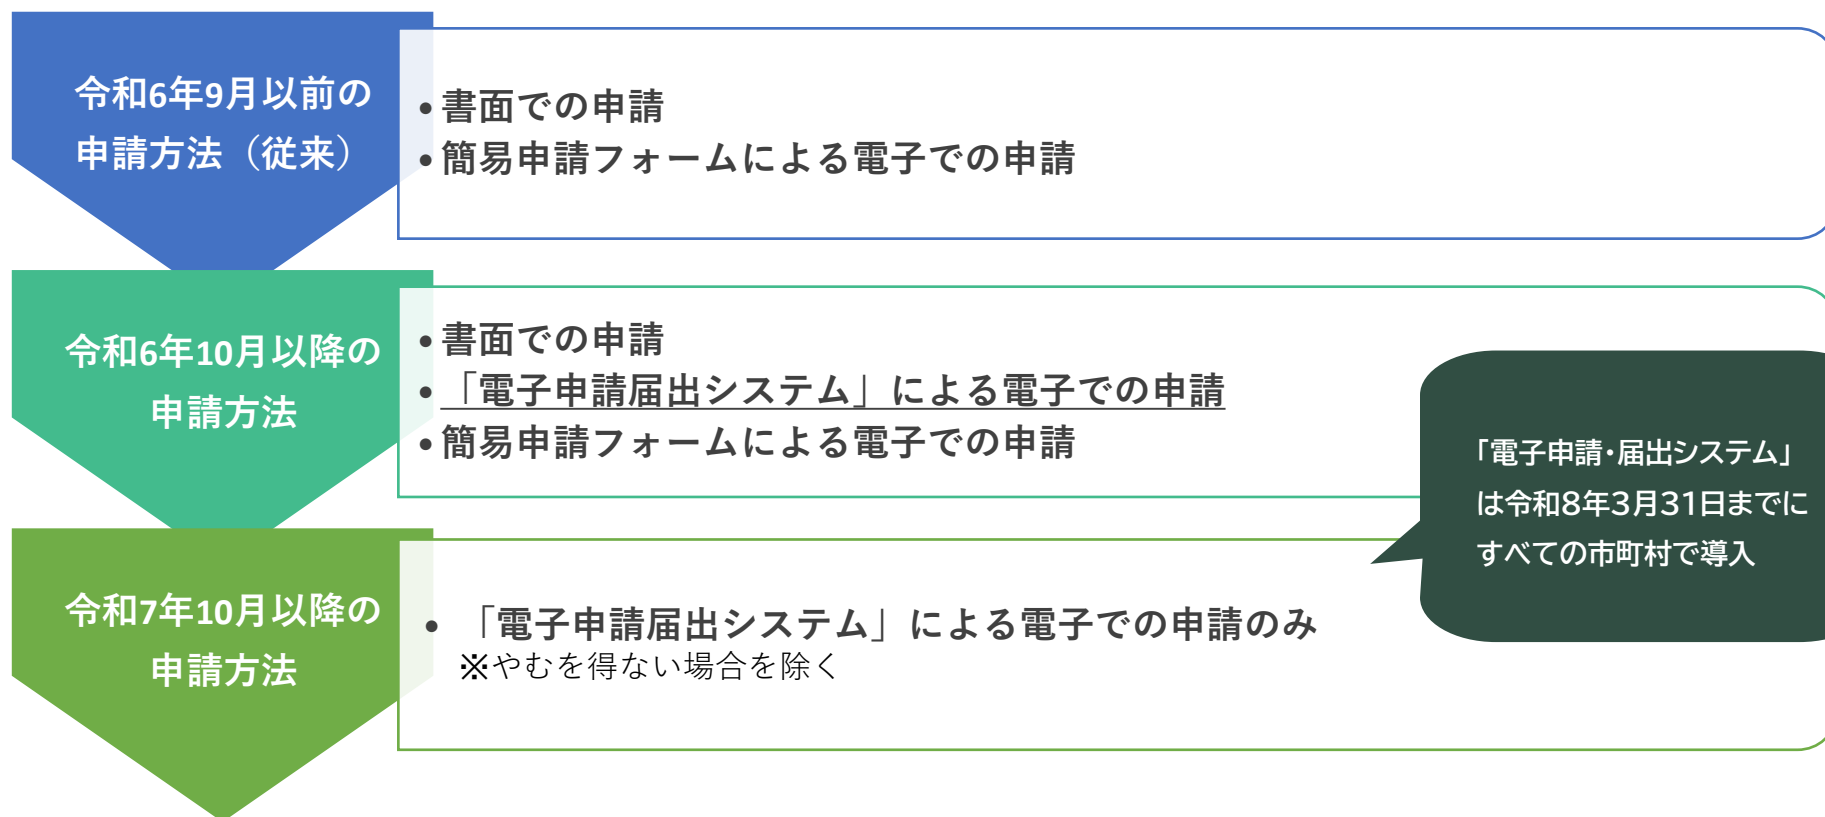 令和6年9月以前の
申請方法（従来）
•書面での申請
•簡易申請フォームによる電子での申請
令和6年10月以降の
申請方法
•書面での申請
•「電子申請届出システム」による電子での申請
•簡易申請フォームによる電子での申請
「電子申請・届出システム」
は令和8年3月31日までに
すべての市町村で導入
令和7年10月以降の
申請方法
• 「電子申請届出システム」による電子での申請のみ
※やむを得ない場合を除く